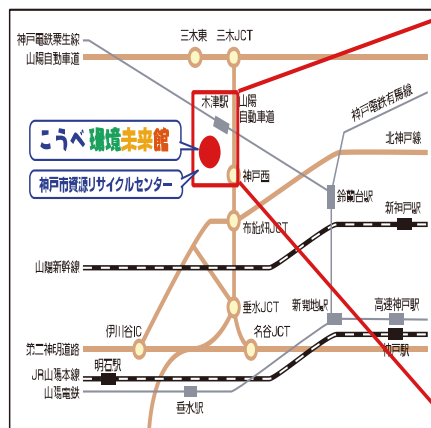 三木東
三木JCT
神戸電鉄粟生線
山陽自動車道
木津駅
山陽
自動車道
神戸電鉄有馬線
こうべ環境未来館
北神戸線
神戸市資源リサイクルセンター
神戸西
鈴蘭台駅
新神戸駅
布施畑JCT
山陽新幹線
垂水JCT
新開地駅
高速神戸駅
伊川谷IC
名谷JCT
第二神明道路
神戸駅
明石駅
JR山陽本線
山陽電鉄
垂水駅